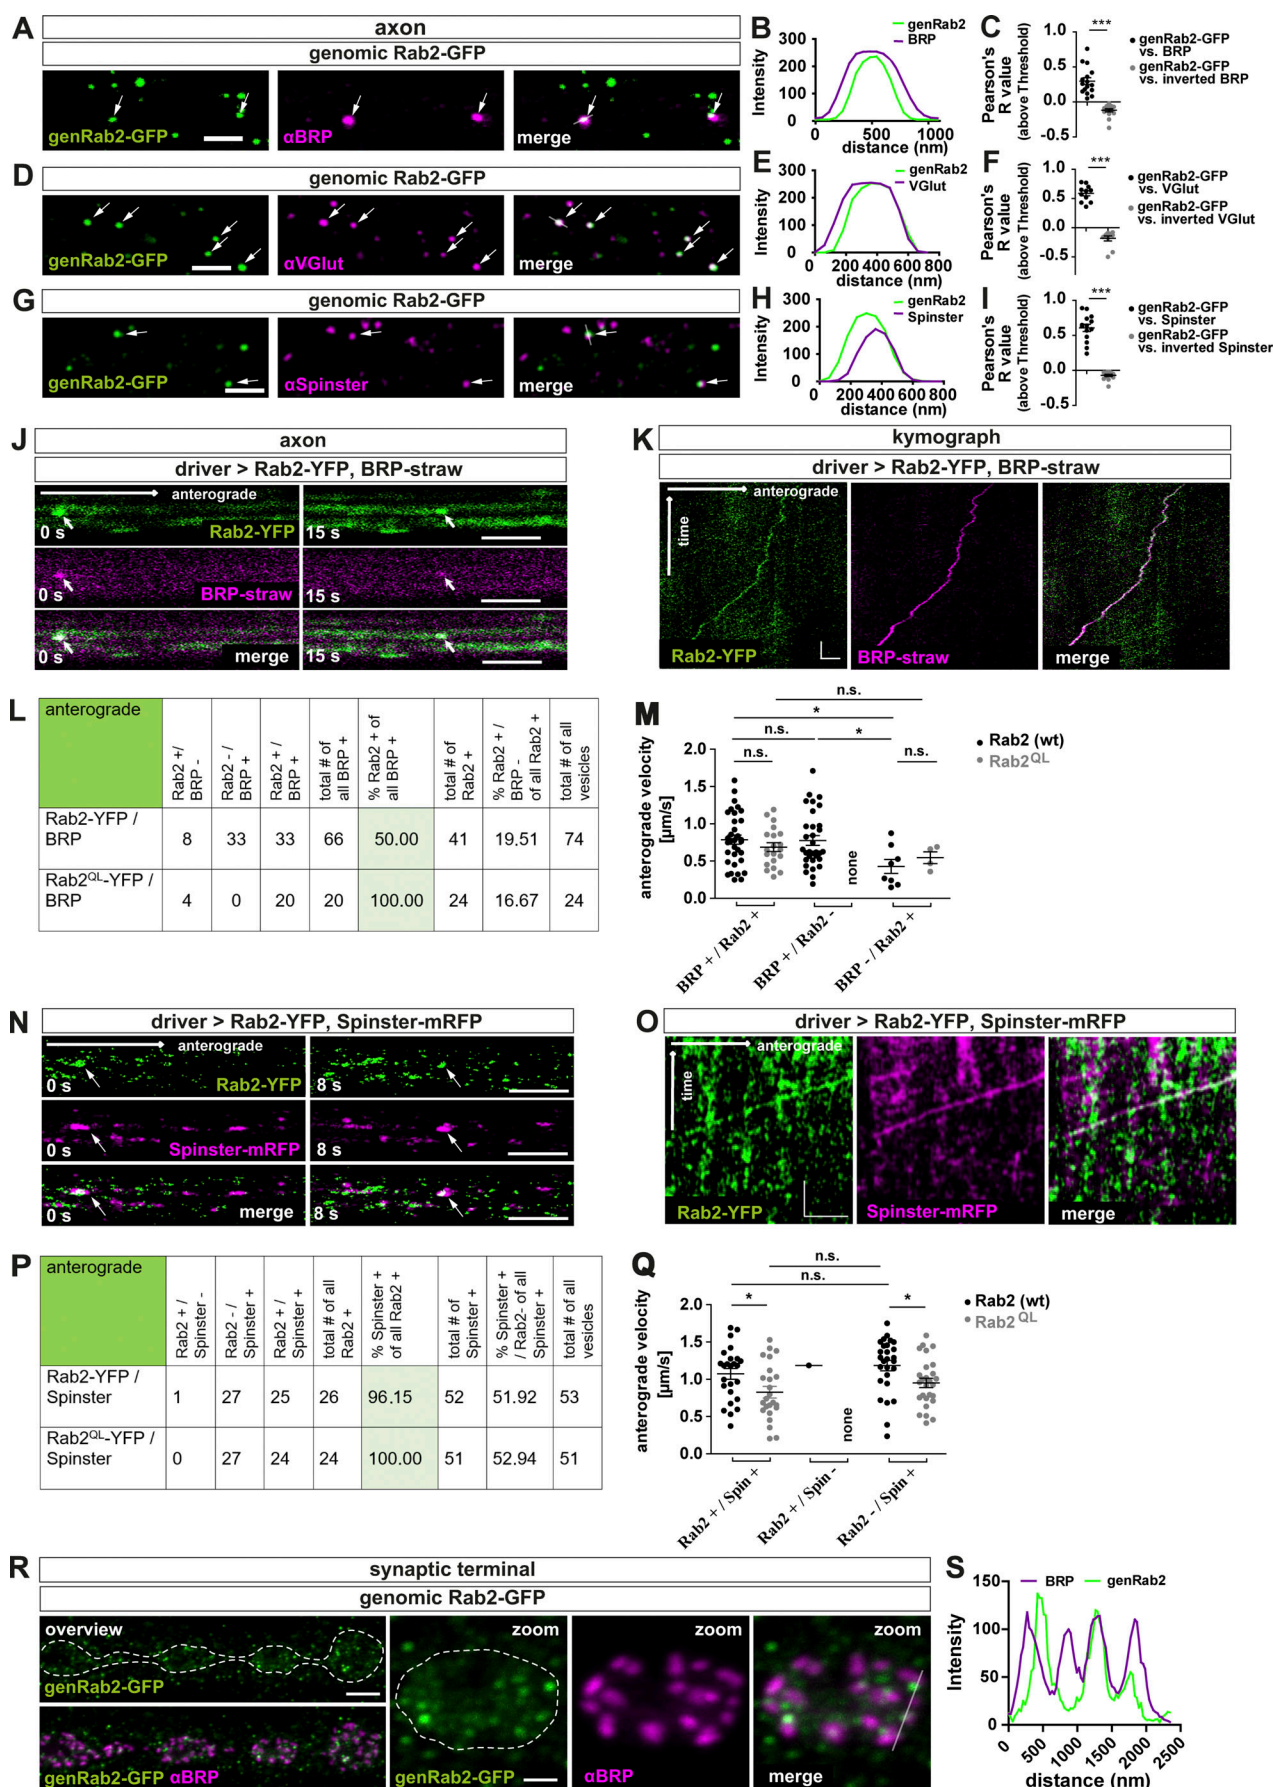 A
axon
genomic Rab2-GFP
genRab2-GFP
αBRP
merge
B
genRab2
BRP
Intensity
300
200
100
0
0 500 1000
distance (nm)
C
Pearson's
R value
(above Threshold)
1.0
0.5
0.0
-0.5
***
genRab2-GFP
vs. BRP
genRab2-GFP
vs. inverted BRP
D
genomic Rab2-GFP
genRab2-GFP
αVGlut
merge
E
genRab2
VGlut
Intensity
300
200
100
0
0 200 400 600 800
distance (nm)
F
Pearson's
R value
(above Threshold)
1.0
0.5
0.0
-0.5
***
genRab2-GFP
vs. VGlut
genRab2-GFP
vs. inverted VGlut
G
genomic Rab2-GFP
genRab2-GFP
αSpinster
merge
H
genRab2
Spinster
Intensity
300
200
100
0
0 200 400 600 800
distance (nm)
I
Pearson's
R value
(above Threshold)
1.0
0.5
0.0
-0.5
***
genRab2-GFP
vs. Spinster
genRab2-GFP
vs. inverted Spinster
J
axon
driver > Rab2-YFP, BRP-straw
anterograde
0 s
Rab2-YFP
15 s
0 s
BRP-straw
15 s
0 s
merge
15 s
K
kymograph
driver > Rab2-YFP, BRP-straw
anterograde
time
Rab2-YFP
BRP-straw
merge
L
anterograde
Rab2 +/
BRP -
Rab2 -/
BRP +
Rab2 +/
BRP +
total # of
all BRP +
% Rab2 + of
all BRP +
total # of
Rab2 +
% Rab2 +/
BRP -
of all Rab2 +
total # of all
vesicles
Rab2-YFP /
BRP
8 33 33 66 50.00 41 19.51 74
Rab2QL-YFP /
BRP
4 0 20 20 100.00 24 16.67 24
M
n.s.
*
n.s. *
n.s. n.s.
anterograde velocity
[µm/s]
2.0
1.5
1.0
0.5
0.0
none
BRP + / Rab2 +
BRP + / Rab2 -
BRP - / Rab2 +
Rab2 (wt)
Rab2QL
N
driver > Rab2-YFP, Spinster-mRFP
anterograde
0 s
Rab2-YFP
8 s
0 s
Spinster-mRFP
8 s
0 s
merge
8 s
O
driver > Rab2-YFP, Spinster-mRFP
anterograde
time
Rab2-YFP
Spinster-mRFP
merge
P
anterograde
Rab2 + /
Spinster -
Rab2 - /
Spinster +
Rab2 + /
Spinster +
total # of all
Rab2 +
% Spinster +
of all Rab2 +
total # of
Spinster +
% Spinster +
/ Rab2- of all
Spinster +
total # of all
vesicles
Rab2-YFP /
Spinster
1 27 25 26 96.15 52 51.92 53
Rab2QL-YFP /
Spinster
0 27 24 24 100.00 51 52.94 51
Q
n.s.
n.s.
* *
anterograde velocity
[µm/s]
2.0
1.5
1.0
0.5
0.0
none
Rab2 + / Spin +
Rab2 + / Spin -
Rab2 - / Spin +
Rab2 (wt)
Rab2QL
R
synaptic terminal
genomic Rab2-GFP
overview
genRab2-GFP
genRab2-GFP αBRP
zoom
genRab2-GFP
zoom
αBRP
zoom
merge
S
BRP genRab2
Intensity
150
100
50
0
0 500 1000 1500 2000 2500
distance (nm)